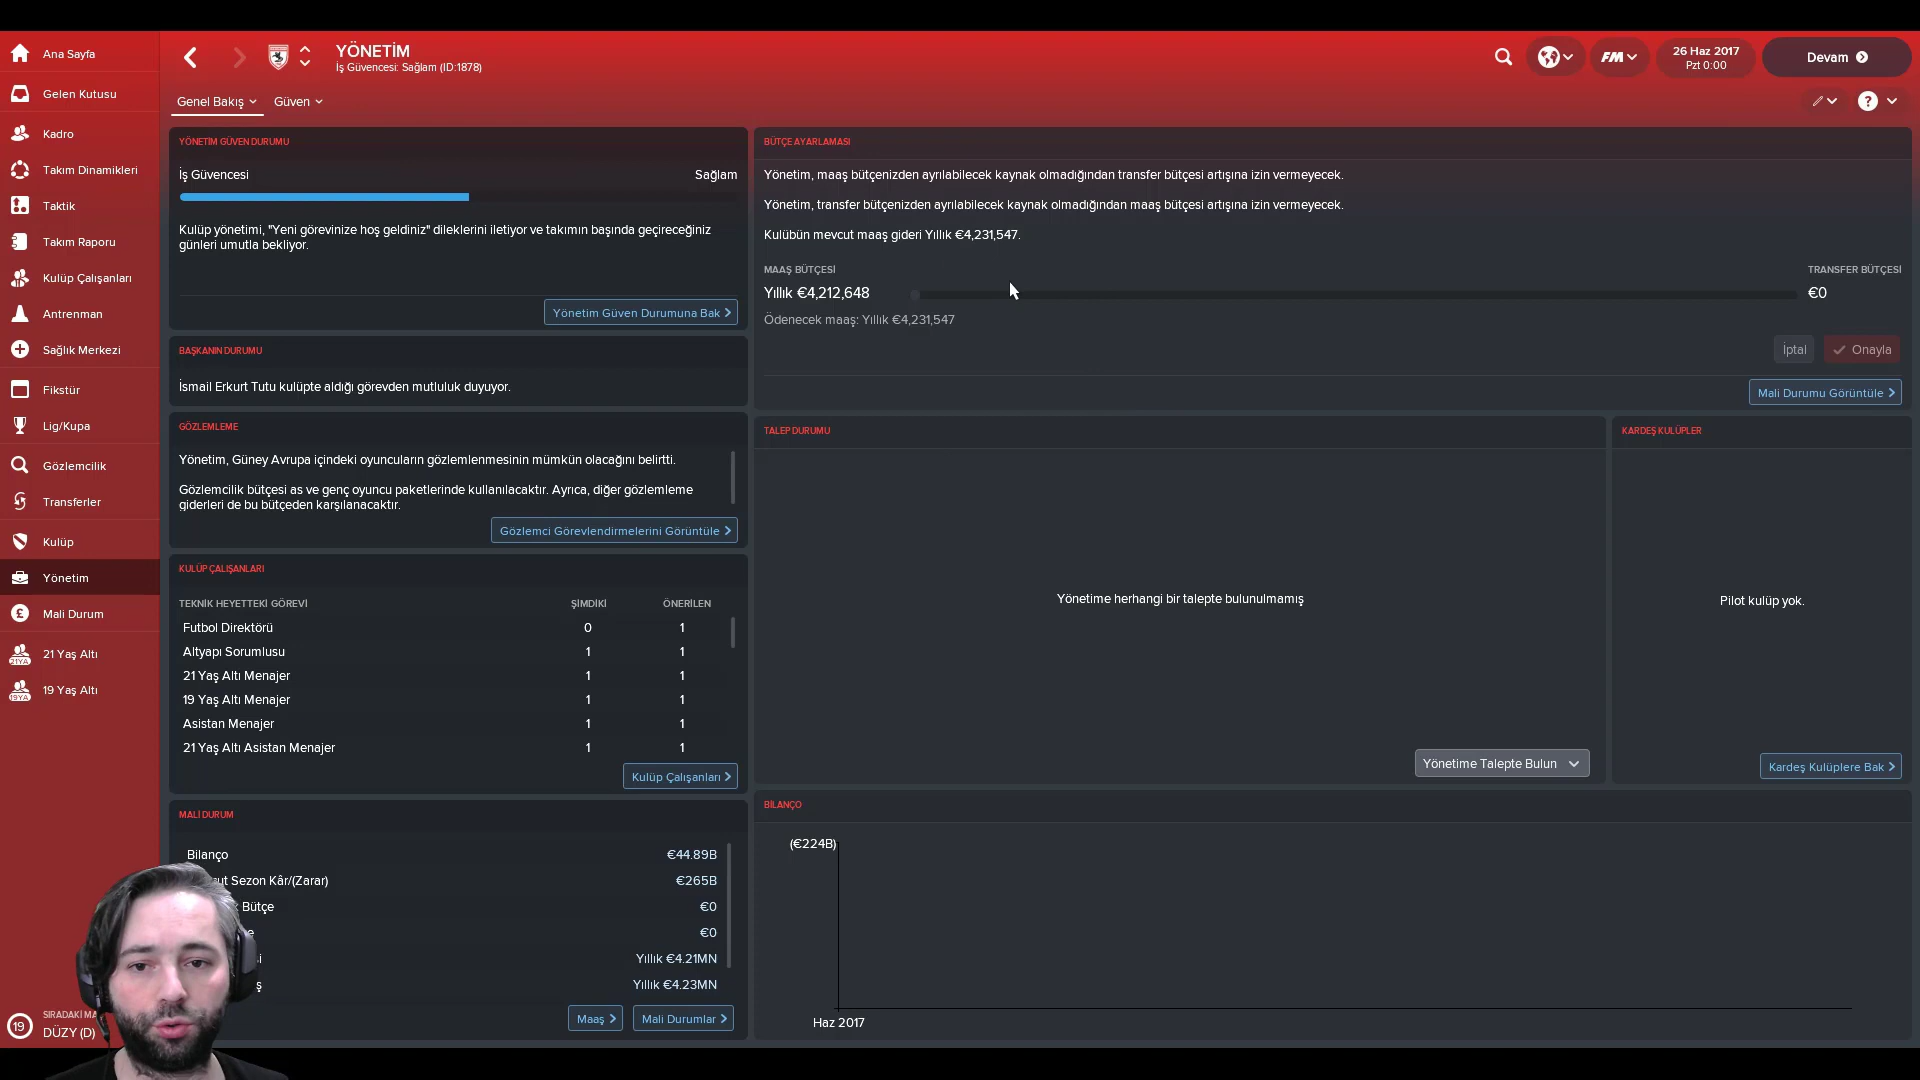 Ana Sayfa
Gelen Kutusu
Kadro
Takım Dinamikleri
Taktik
Takım Raporu
Kulüp Çalışanları
Antrenman
Sağlık Merkezi
Fikstür
Lig/Kupa
Gözlemcilik
Transferler
Kulüp
Yönetim
Mali Durum
21 Yaş Altı
19 Yaş Altı
21YA
19YA
19
SIRADAKİ MA
DÜZY (D)
YÖNETİM
İş Güvencesi: Sağlam (ID:1878)
FM
26 Haz 2017
Pzt 0:00
Devam
Genel Bakış
Güven
YÖNETİM GÜVEN DURUMU
İş Güvencesi
Sağlam
Kulüp yönetimi, "Yeni görevinize hoş geldiniz" dileklerini iletiyor ve takımın başında geçireceğiniz
günleri umutla bekliyor.
Yönetim Güven Durumuna Bak
BAŞKANIN DURUMU
İsmail Erkurt Tutu kulüpte aldığı görevden mutluluk duyuyor.
GÖZLEMLEME
Yönetim, Güney Avrupa içindeki oyuncuların gözlemlenmesinin mümkün olacağını belirtti.
Gözlemcilik bütçesi as ve genç oyuncu paketlerinde kullanılacaktır. Ayrıca, diğer gözlemleme
giderleri de bu bütçeden karşılanacaktır.
Gözlemci Görevlendirmelerini Görüntüle
KULÜP ÇALIŞANLARI
TEKNİK HEYETTEKİ GÖREVİ ŞİMDİKİ ÖNERİLEN
Futbol Direktörü 0 1
Altyapı Sorumlusu 1 1
21 Yaş Altı Menajer 1 1
19 Yaş Altı Menajer 1 1
Asistan Menajer 1 1
21 Yaş Altı Asistan Menajer 1 1
Kulüp Çalışanları
MALİ DURUM
Bilanço €44.89B
ut Sezon Kâr/(Zarar) €265B
Bütçe €0
e €0
i Yıllık €4.21MN
ş Yıllık €4.23MN
Maaş
Mali Durumlar
BÜTÇE AYARLAMASI
Yönetim, maaş bütçenizden ayrılabilecek kaynak olmadığından transfer bütçesi artışına izin vermeyecek.
Yönetim, transfer bütçenizden ayrılabilecek kaynak olmadığından maaş bütçesi artışına izin vermeyecek.
Kulübün mevcut maaş gideri Yıllık €4,231,547.
MAAŞ BÜTÇESİ
TRANSFER BÜTÇESİ
Yıllık €4,212,648
€0
Ödenecek maaş: Yıllık €4,231,547
İptal
Onayla
Mali Durumu Görüntüle
TALEP DURUMU
Yönetime herhangi bir talepte bulunulmamış
Yönetime Talepte Bulun
KARDEŞ KULÜPLER
Pilot kulüp yok.
Kardeş Kulüplere Bak
BİLANÇO
(€224B)
Haz 2017